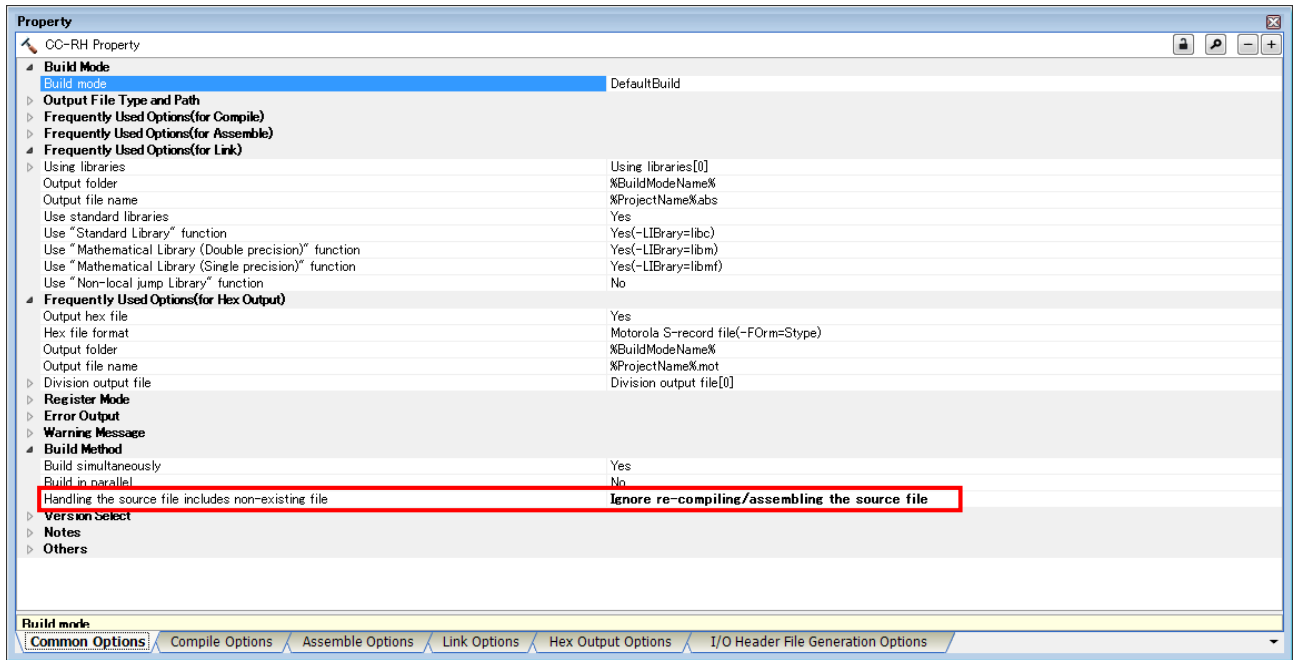 Property
CC-RH Property
Build Mode
Build mode DefaultBuild
Output File Type and Path
Frequently Used Options(for Compile)
Frequently Used Options(for Assemble)
Frequently Used Options(for Link)
Using libraries Using libraries[0]
Output folder %BuildModeName%
Output file name %ProjectName%.abs
Use standard libraries Yes
Use "Standard Library" function Yes(-LIBrary=libc)
Use "Mathematical Library (Double precision)" function Yes(-LIBrary=libm)
Use "Mathematical Library (Single precision)" function Yes(-LIBrary=libmf)
Use "Non-local jump Library" function No
Frequently Used Options(for Hex Output)
Output hex file Yes
Hex file format Motorola S-record file(-FOrm=Stype)
Output folder %BuildModeName%
Output file name %ProjectName%.mot
Division output file Division output file[0]
Register Mode
Error Output
Warning Message
Build Method
Build simultaneously Yes
Build in parallel No
Handling the source file includes non-existing file Ignore re-compiling/assembling the source file
Version Select
Notes
Others
Build mode
Common Options Compile Options Assemble Options Link Options Hex Output Options I/O Header File Generation Options